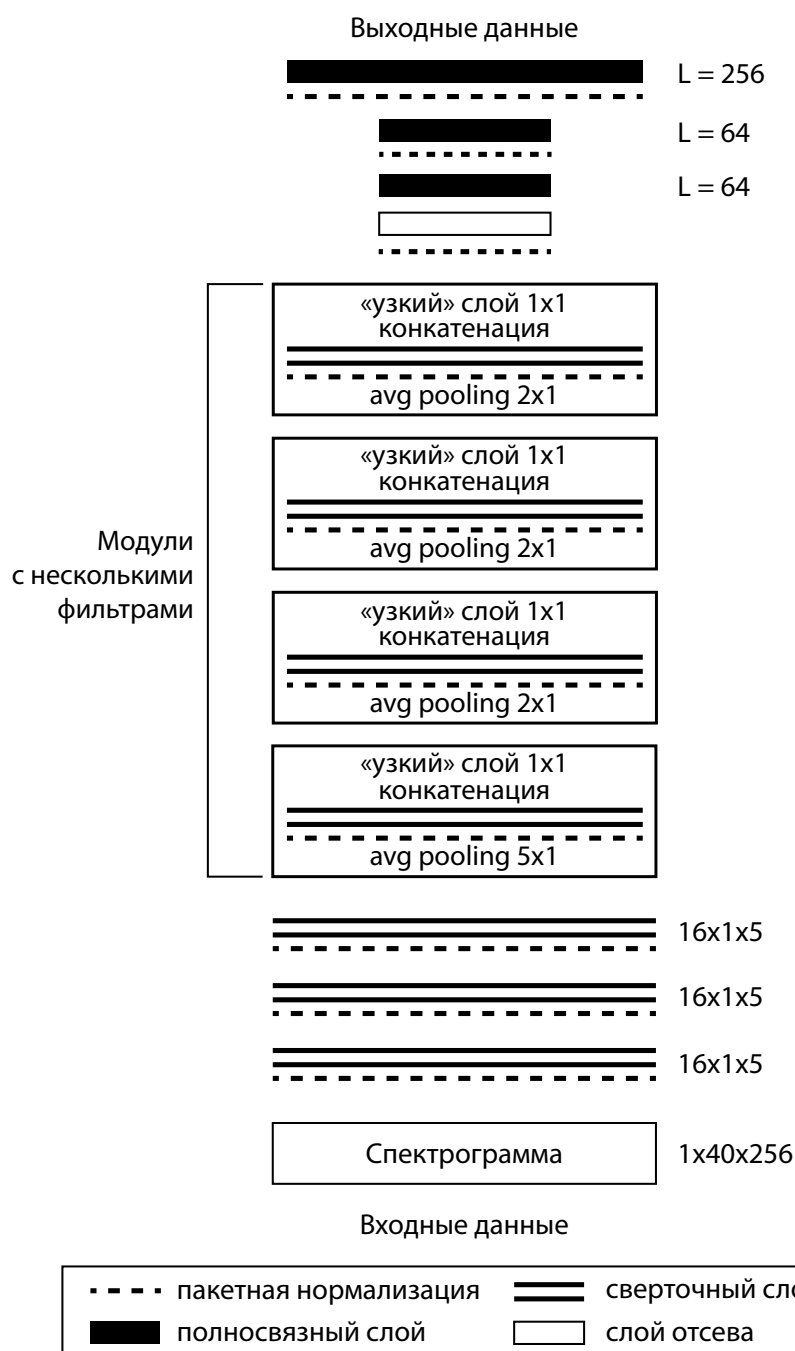 Выходные данные
L = 256
L = 64
L = 64
«узкий» слой 1x1
конкатенация
avg pooling 2x1
«узкий» слой 1x1
конкатенация
avg pooling 2x1
«узкий» слой 1x1
конкатенация
avg pooling 2x1
«узкий» слой 1x1
конкатенация
avg pooling 5x1
Модули
с несколькими
фильтрами
16x1x5
16x1x5
16x1x5
Спектрограмма 1x40x256
Входные данные
пакетная нормализация сверточный
полносвязный слой слой отсева